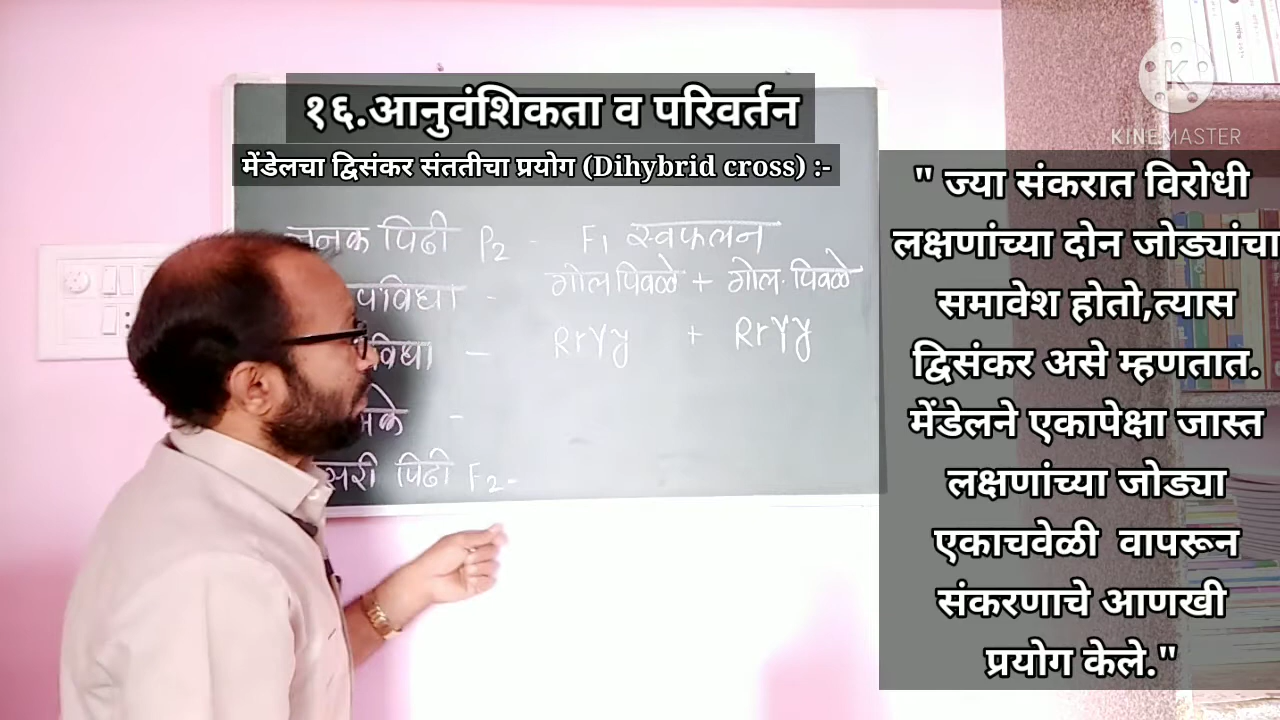 १६.आनुवंशिकता व परिवर्तन
मेंडेलचा द्विसंकर संततीचा प्रयोग (Dihybrid cross) :-
जनक पिढी P2 - F1 स्वफलन
गोल पिवळे + गोल. पिवळे
RrYy + RrYy
पिढी F2-
KINEMASTER
" ज्या संकरात विरोधी
लक्षणांच्या दोन जोड्यांचा
समावेश होतो,त्यास
द्विसंकर असे म्हणतात.
मेंडेलने एकापेक्षा जास्त
लक्षणांच्या जोड्या
एकाचवेळी वापरून
संकरणाचे आणखी
प्रयोग केले."